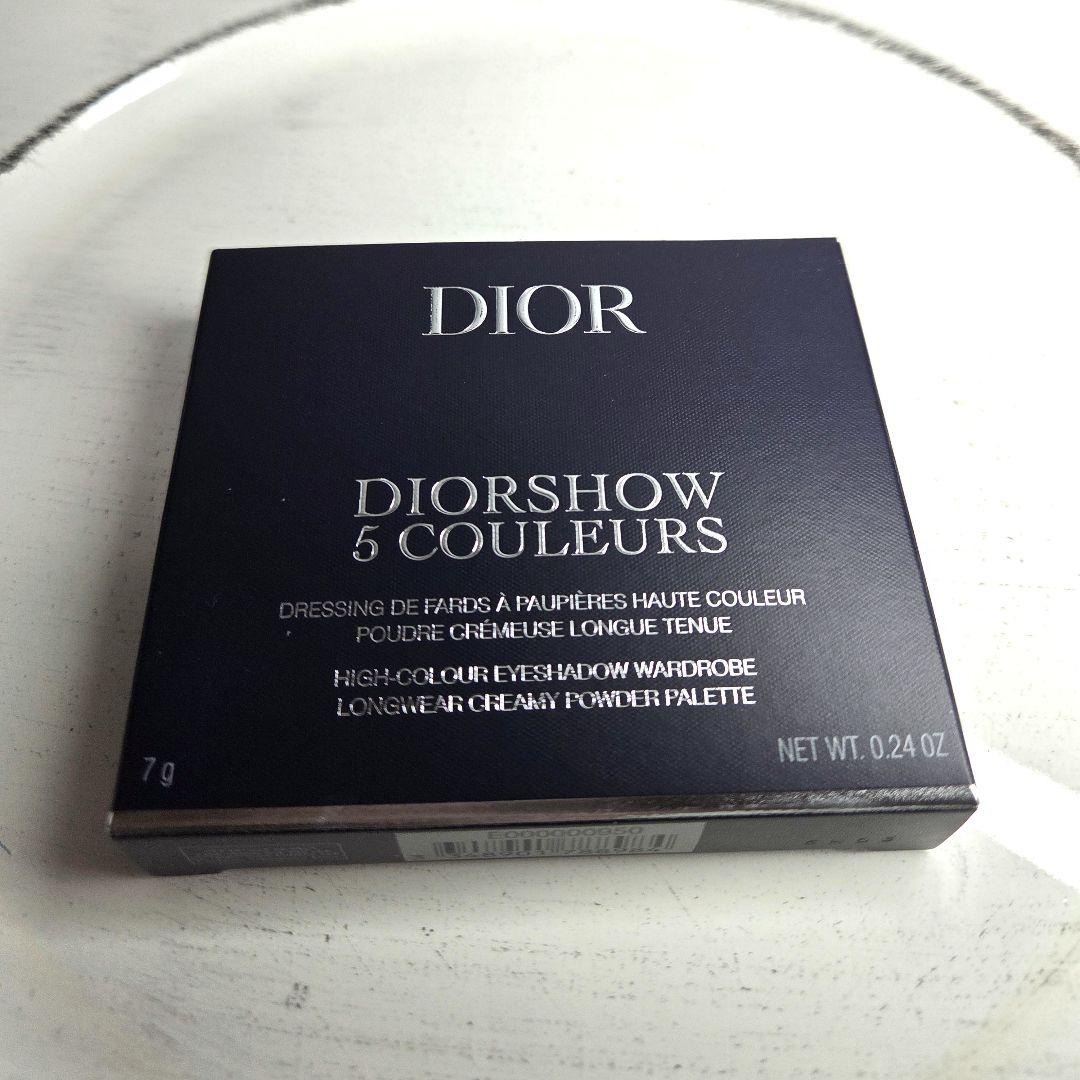 DIOR
DIORSHOW
5 COULEURS
DRESSING DE FARDS À PAUPIÈRES HAUTE COULEUR
POUDRE CRÉMEUSE LONGUE TENUE
HIGH-COLOUR EYESHADOW WARDROBE
LONGWEAR CREAMY POWDER PALETTE
7 g
NET WT. 0.24 OZ
E000000950